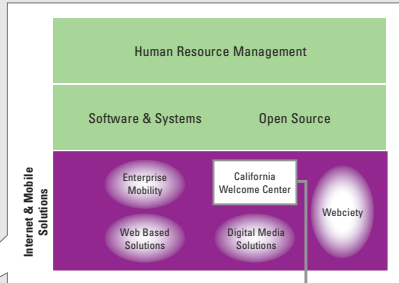 Human Resource Management
Software & Systems
Open Source
Internet & Mobile
Solutions
Enterprise
Mobility
California
Welcome Center
Webciety
Web Based
Solutions
Digital Media
Solutions